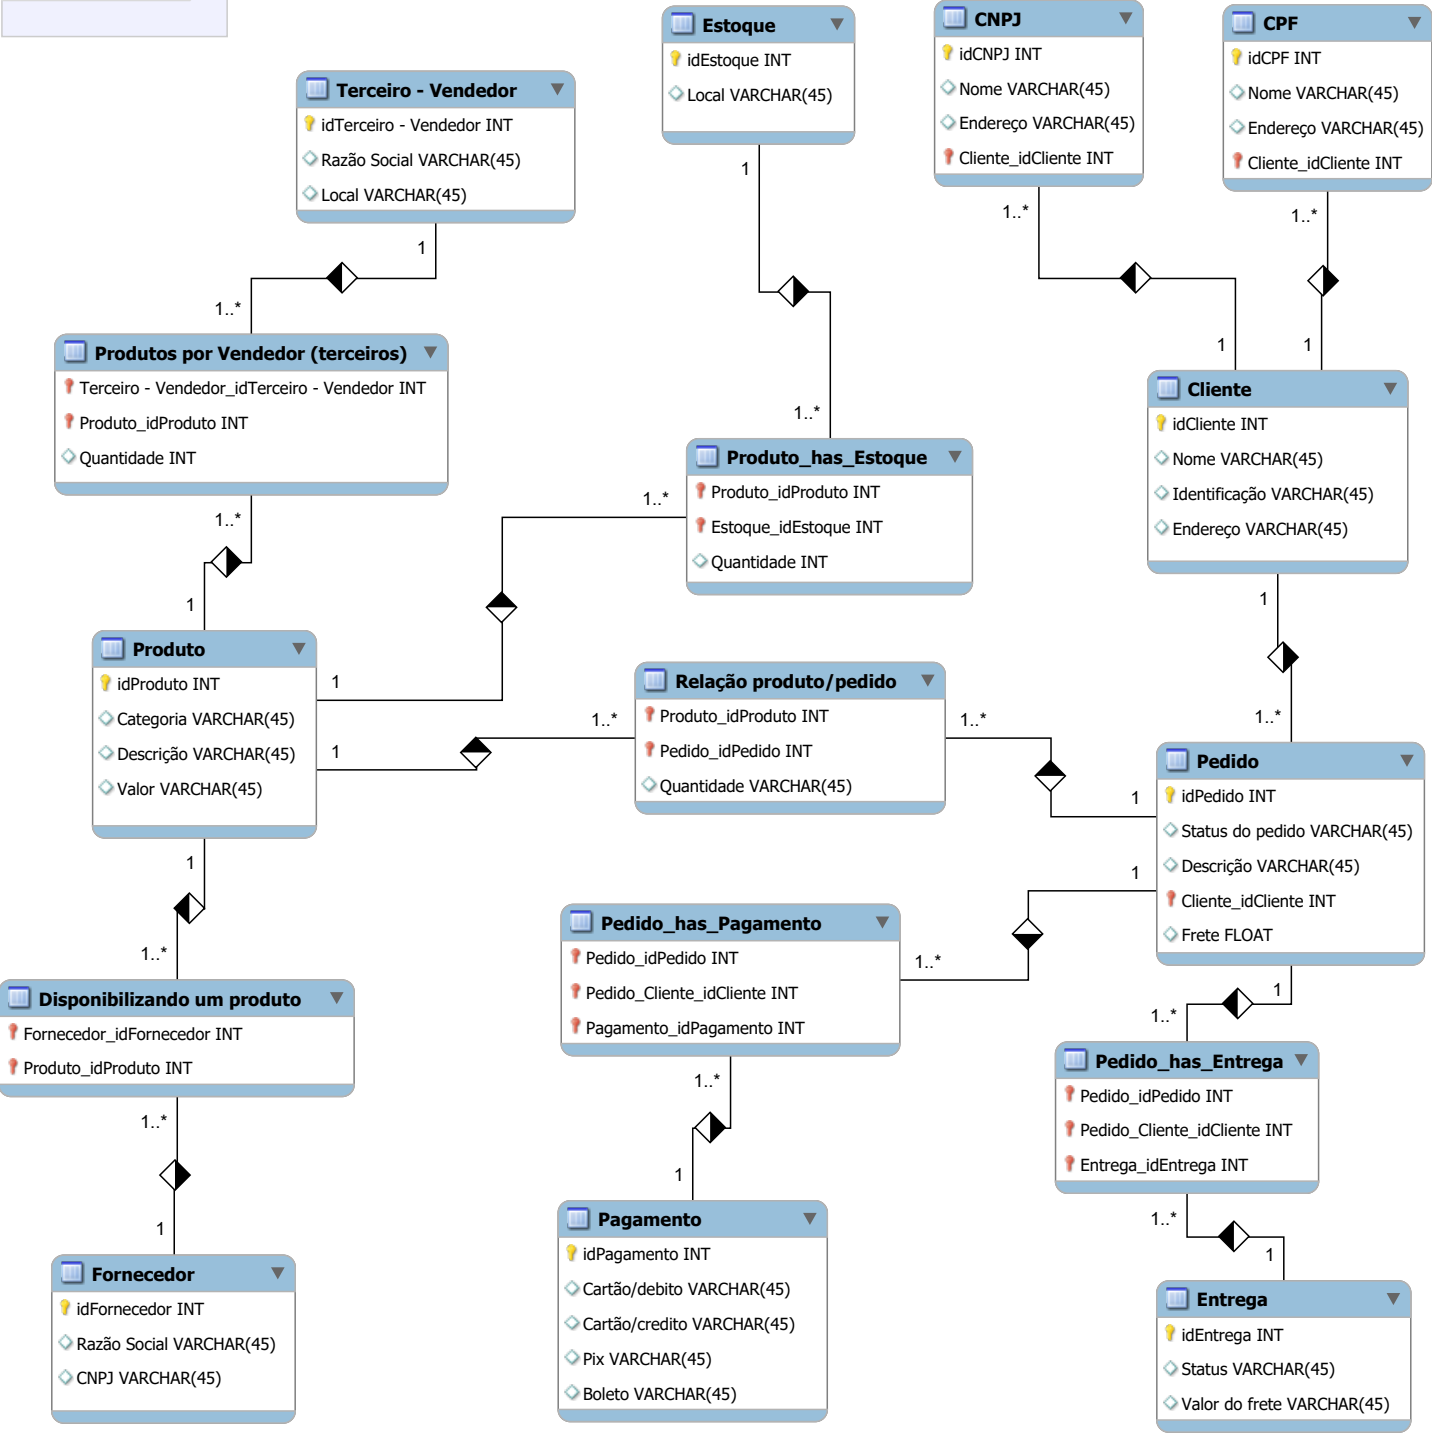 Estoque
idEstoque INT
Local VARCHAR(45)
1
CNPJ
idCNPJ INT
Nome VARCHAR(45)
Endereço VARCHAR(45)
Cliente_idCliente INT
1..*
1
CPF
idCPF INT
Nome VARCHAR(45)
Endereço VARCHAR(45)
Cliente_idCliente INT
1..*
1
Terceiro - Vendedor
idTerceiro - Vendedor INT
Razão Social VARCHAR(45)
Local VARCHAR(45)
1
1..*
Produtos por Vendedor (terceiros)
Terceiro - Vendedor_idTerceiro - Vendedor INT
Produto_idProduto INT
Quantidade INT
1..*
1
1..*
Produto_has_Estoque
Produto_idProduto INT
Estoque_idEstoque INT
Quantidade INT
1..*
1
Cliente
idCliente INT
Nome VARCHAR(45)
Identificação VARCHAR(45)
Endereço VARCHAR(45)
1
1..*
Produto
idProduto INT
Categoria VARCHAR(45)
Descrição VARCHAR(45)
Valor VARCHAR(45)
1
1..*
Relação produto/pedido
Produto_idProduto INT
Pedido_idPedido INT
Quantidade VARCHAR(45)
1..*
1
Pedido
idPedido INT
Status do pedido VARCHAR(45)
Descrição VARCHAR(45)
Cliente_idCliente INT
Frete FLOAT
1
1..*
Pedido_has_Pagamento
Pedido_idPedido INT
Pedido_Cliente_idCliente INT
Pagamento_idPagamento INT
1..*
1
1
1..*
Disponibilizando um produto
Fornecedor_idFornecedor INT
Produto_idProduto INT
1..*
1
1
1..*
Pedido_has_Entrega
Pedido_idPedido INT
Pedido_Cliente_idCliente INT
Entrega_idEntrega INT
1..*
1
Fornecedor
idFornecedor INT
Razão Social VARCHAR(45)
CNPJ VARCHAR(45)
Pagamento
idPagamento INT
Cartão/debito VARCHAR(45)
Cartão/credito VARCHAR(45)
Pix VARCHAR(45)
Boleto VARCHAR(45)
Entrega
idEntrega INT
Status VARCHAR(45)
Valor do frete VARCHAR(45)